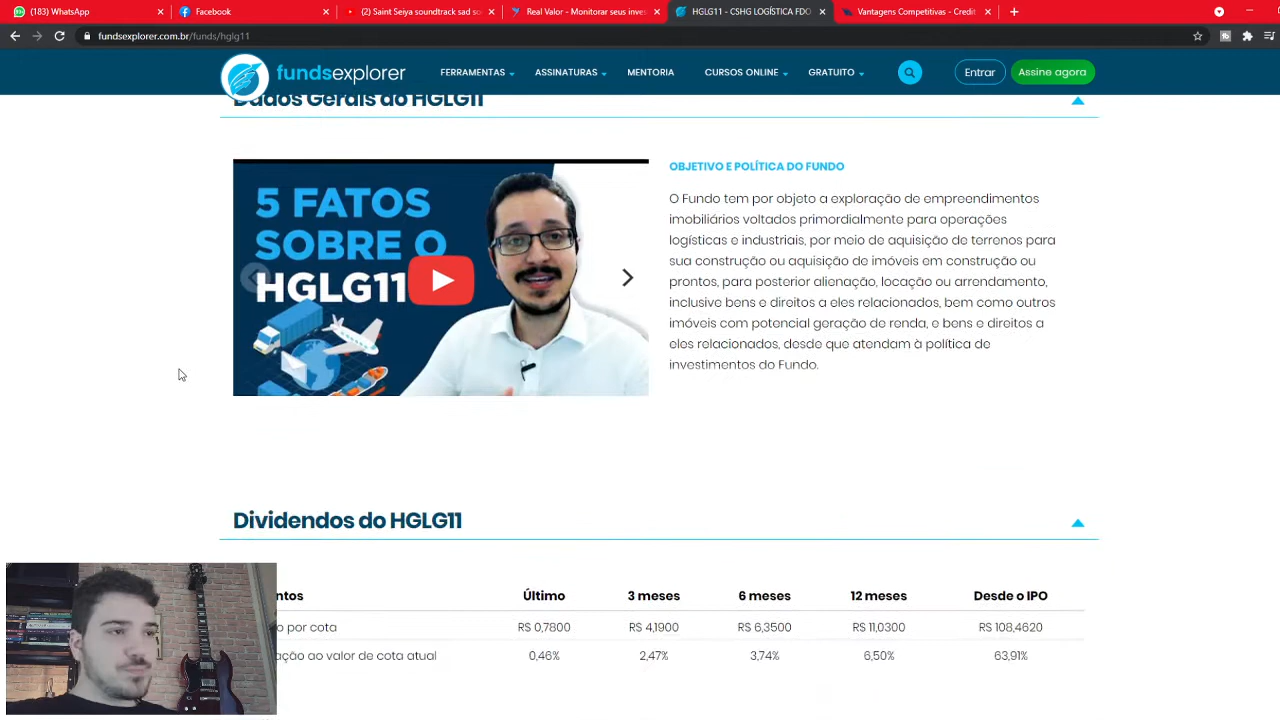 (183) WhatsApp
Facebook
(2) Saint Seiya soundtrack sad so
Real Valor - Monitorar seus inves
HGLG11 - CSHG LOGÍSTICA FDO
Vantagens Competitivas - Credit
fundsexplorer.com.br/funds/hglg11
fundsexplorer
FERRAMENTAS
ASSINATURAS
MENTORIA
CURSOS ONLINE
GRATUITO
Entrar
Assine agora
Dados Gerais do HGLG11
5 FATOS
SOBRE O
HGLG11
OBJETIVO E POLÍTICA DO FUNDO
O Fundo tem por objeto a exploração de empreendimentos
imobiliários voltados primordialmente para operações
logísticas e industriais, por meio de aquisição de terrenos para
sua construção ou aquisição de imóveis em construção ou
prontos, para posterior alienação, locação ou arrendamento,
inclusive bens e direitos a eles relacionados, bem como outros
imóveis com potencial geração de renda, e bens e direitos a
eles relacionados, desde que atendam à política de
investimentos do Fundo.
Dividendos do HGLG11
ntos Último 3 meses 6 meses 12 meses Desde o IPO
o por cota R$ 0,7800 R$ 4,1900 R$ 6,3500 R$ 11,0300 R$ 108,4620
ação ao valor de cota atual 0,46% 2,47% 3,74% 6,50% 63,91%